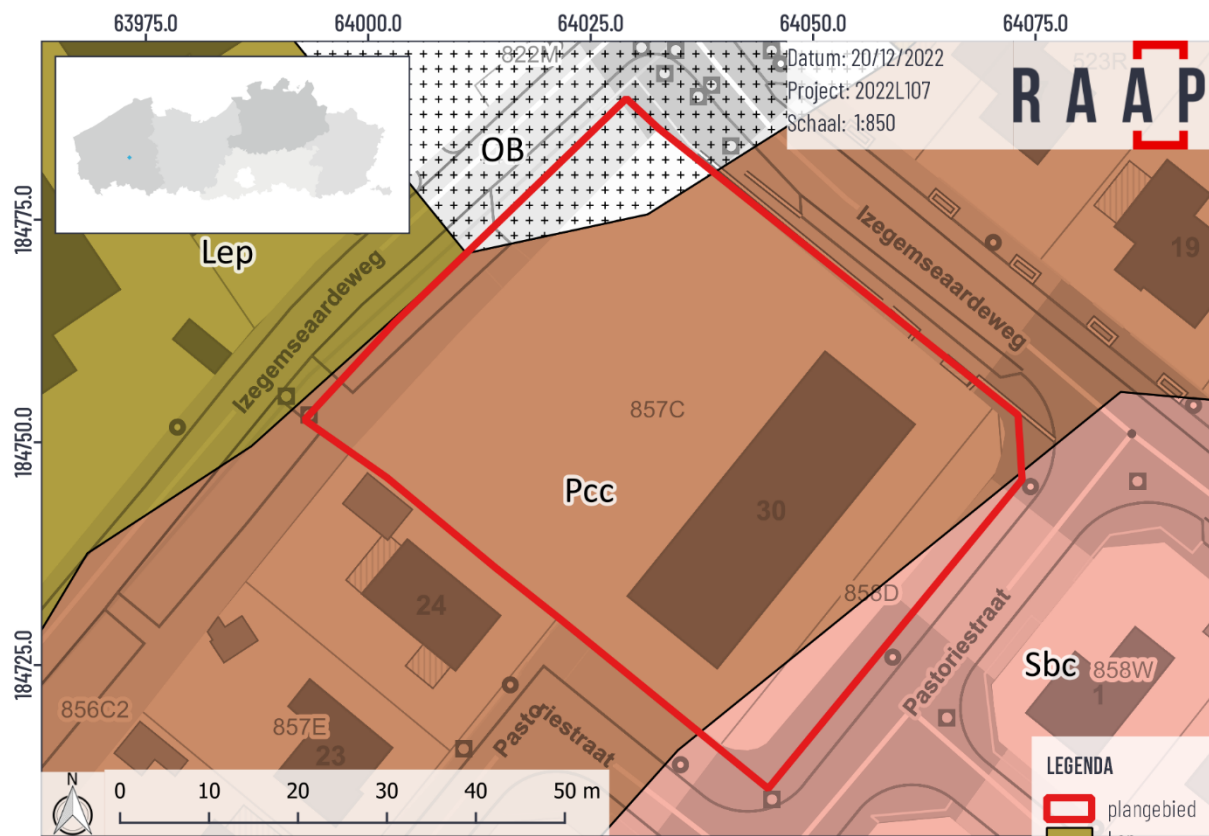 63975.0 64000.0 64025.0 64050.0 64075.0
822M
Datum: 20/12/2022
Project: 2022L107
Schaal: 1:850
523R
RAAP
OB
184775.0
Lep
Izegemseaardeweg
Izegemseaardeweg
19
184750.0
857C
Pcc
30
24
858D
Pastoriestraat
Sbc
858W
1
184725.0
856C2
857E
23
Pastoriestraat
N
0 10 20 30 40 50 m
LEGENDA
plangebied